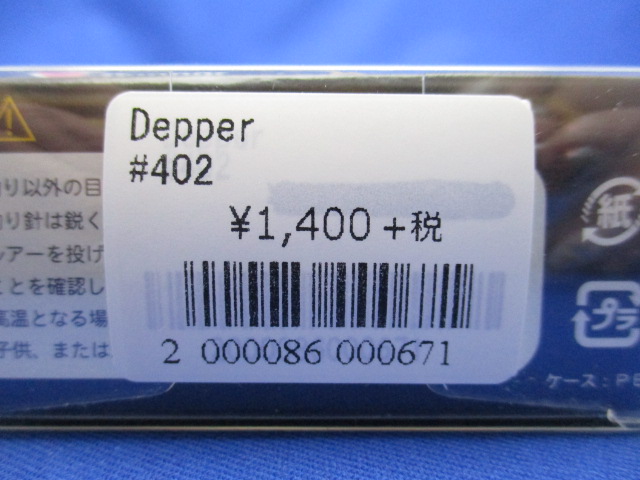 Depper
#402
¥1,400+税
2 000086 000671
り以外の目
り針は鋭く
ルアーを投げ
ことを確認し
高温となる場
子供、または
紙
プラ
ケース:PE